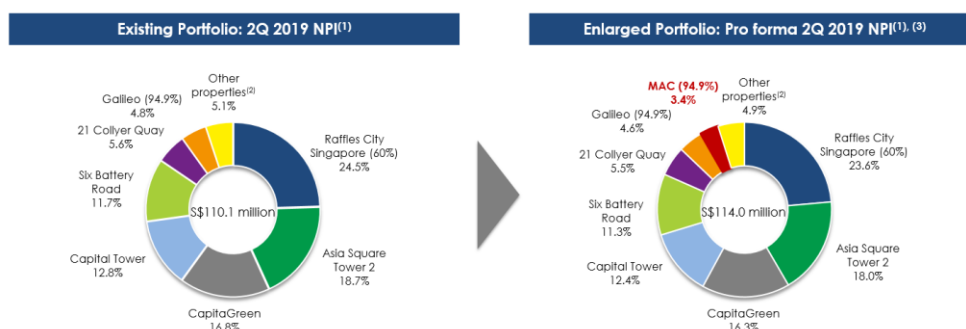 Existing Portfolio: 2Q 2019 NPI(1)
Other
properties(2)
5.1%
Galileo (94.9%)
4.8%
21 Collyer Quay
5.6%
Six Battery
Road
11.7%
Capital Tower
12.8%
CapitaGreen
16.8%
Asia Square
Tower 2
18.7%
Raffles City
Singapore (60%)
24.5%
S$110.1 million
Enlarged Portfolio: Pro forma 2Q 2019 NPI(1), (3)
MAC (94.9%)
3.4%
Other
properties(2)
4.9%
Galileo (94.9%)
4.6%
21 Collyer Quay
5.5%
Six Battery
Road
11.3%
Capital Tower
12.4%
CapitaGreen
16.3%
Asia Square
Tower 2
18.0%
Raffles City
Singapore (60%)
23.6%
S$114.0 million